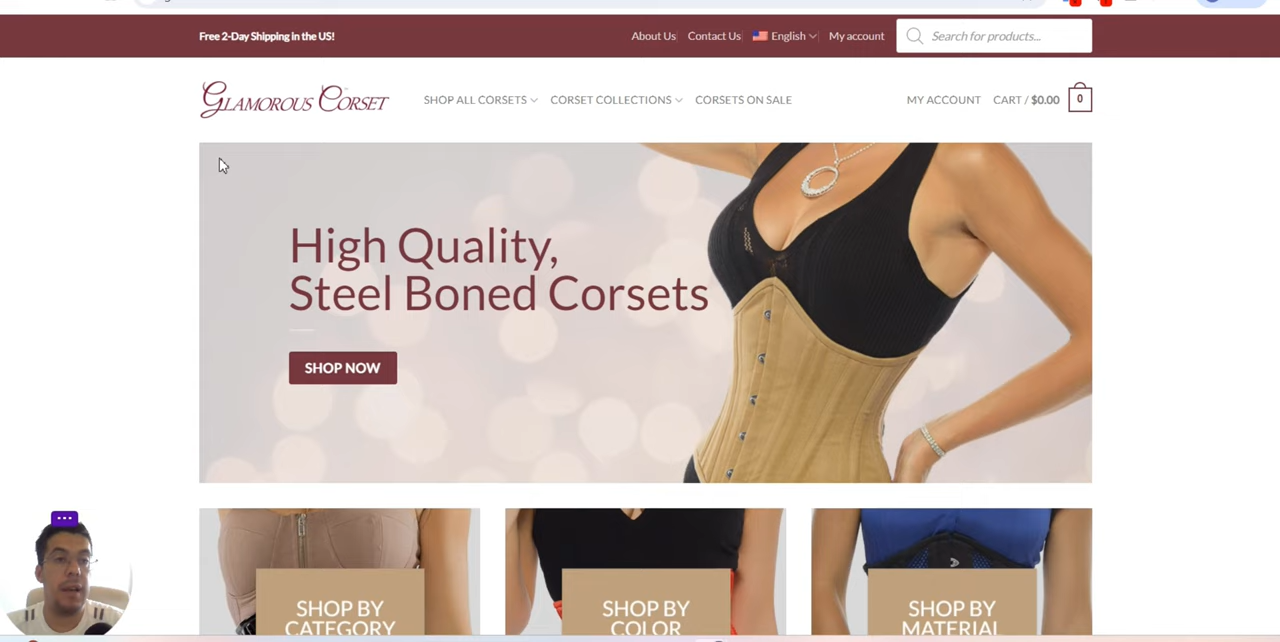 Free 2-Day Shipping in the US!
About Us
Contact Us
English
My account
Search for products...
GLAMOROUS CORSET
SHOP ALL CORSETS
CORSET COLLECTIONS
CORSETS ON SALE
MY ACCOUNT
CART / $0.00
0
High Quality,
Steel Boned Corsets
SHOP NOW
SHOP BY
CATEGORY
SHOP BY
COLOR
SHOP BY
MATERIAL